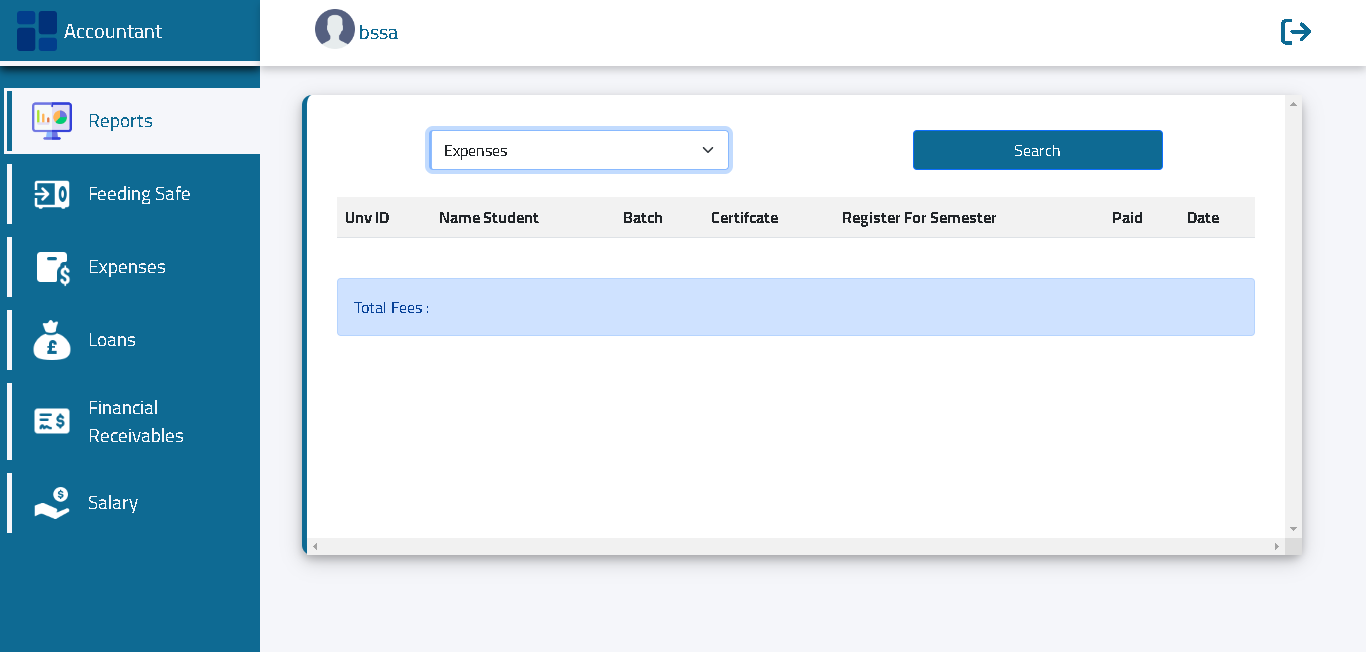 Accountant
bssa
Reports
Feeding Safe
Expenses
Loans
Financial
Receivables
Salary
Expenses
Search
Unv ID Name Student Batch Certifcate Register For Semester Paid Date
Total Fees :